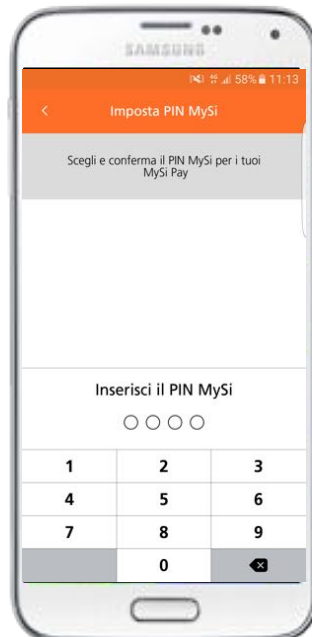 SAMSUNG
58% 11:13
Imposta PIN MySi
Scegli e conferma il PIN MySi per i tuoi
MySi Pay
Inserisci il PIN MySi
1 2 3
4 5 6
7 8 9
0